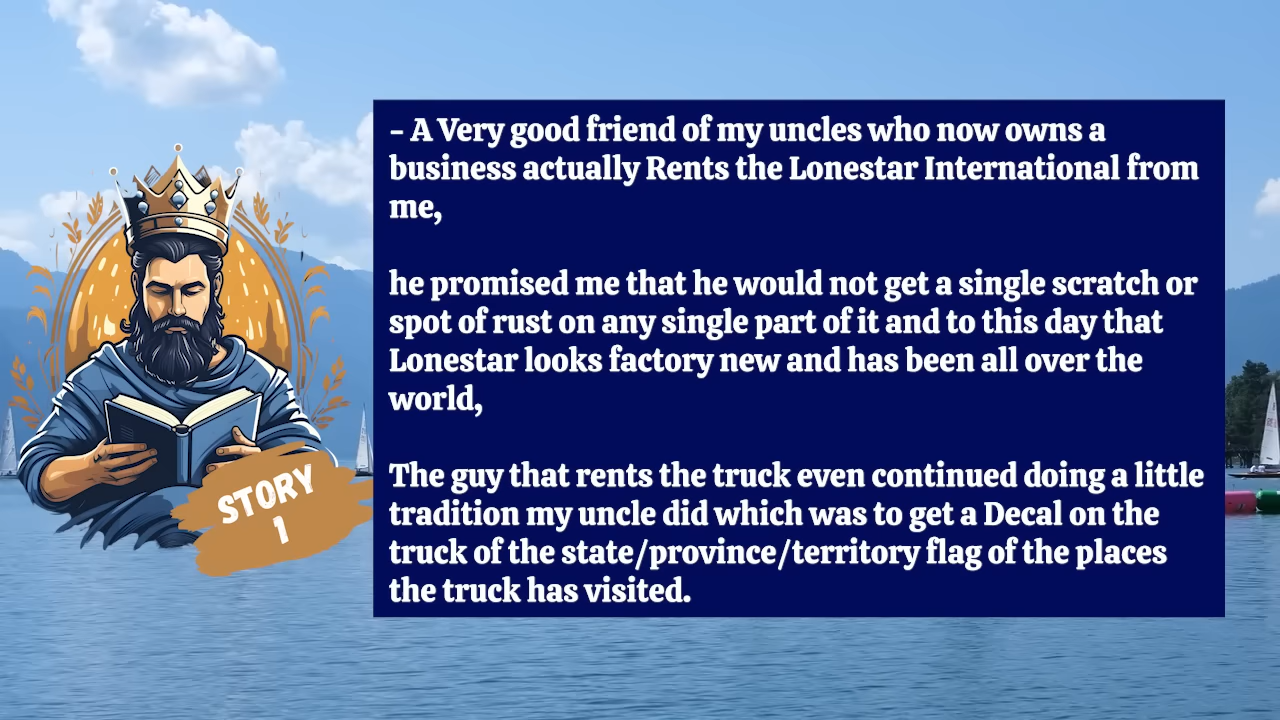 - A Very good friend of my uncles who now owns a
business actually Rents the Lonestar International from
me,
he promised me that he would not get a single scratch or
spot of rust on any single part of it and to this day that
Lonestar looks factory new and has been all over the
world,
The guy that rents the truck even continued doing a little
tradition my uncle did which was to get a Decal on the
truck of the state/province/territory flag of the places
the truck has visited.
STORY
1